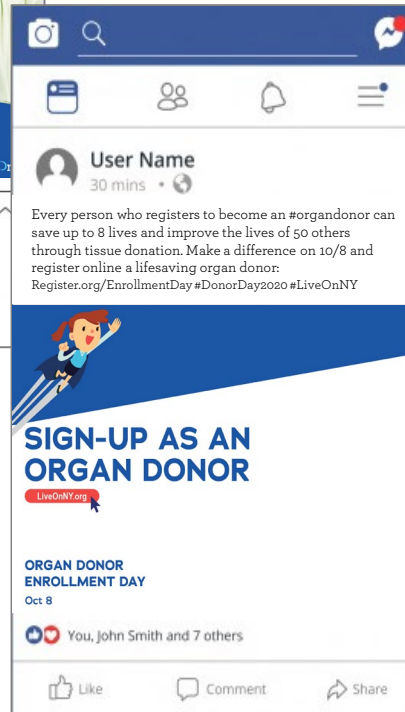 User Name
30 mins •
Every person who registers to become an #organdonor can
save up to 8 lives and improve the lives of 50 others
through tissue donation. Make a difference on 10/8 and
register online a lifesaving organ donor:
Register.org/EnrollmentDay #DonorDay2020 #LiveOnNY
SIGN-UP AS AN
ORGAN DONOR
LiveOnNY.org
ORGAN DONOR
ENROLLMENT DAY
Oct 8
You, John Smith and 7 others
Like Comment Share